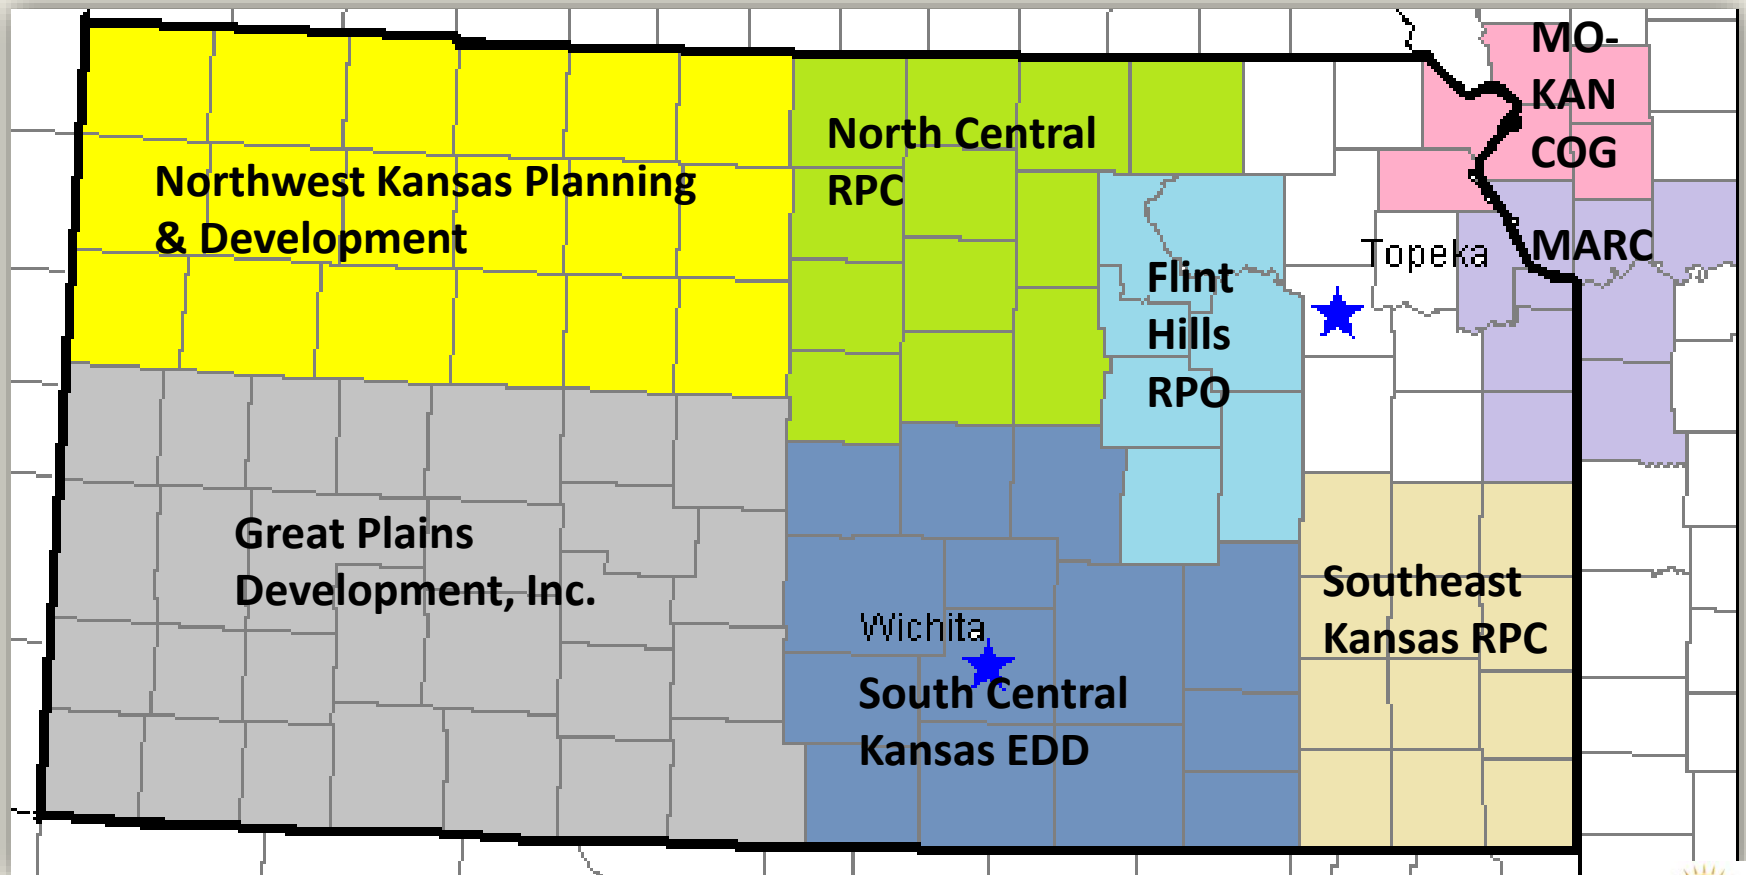 MO-
KAN
COG
North Central
RPC
Northwest Kansas Planning
& Development
Topeka
MARC
Flint
Hills
RPO
Great Plains
Development, Inc.
Southeast
Kansas RPC
Wichita
South Central
Kansas EDD